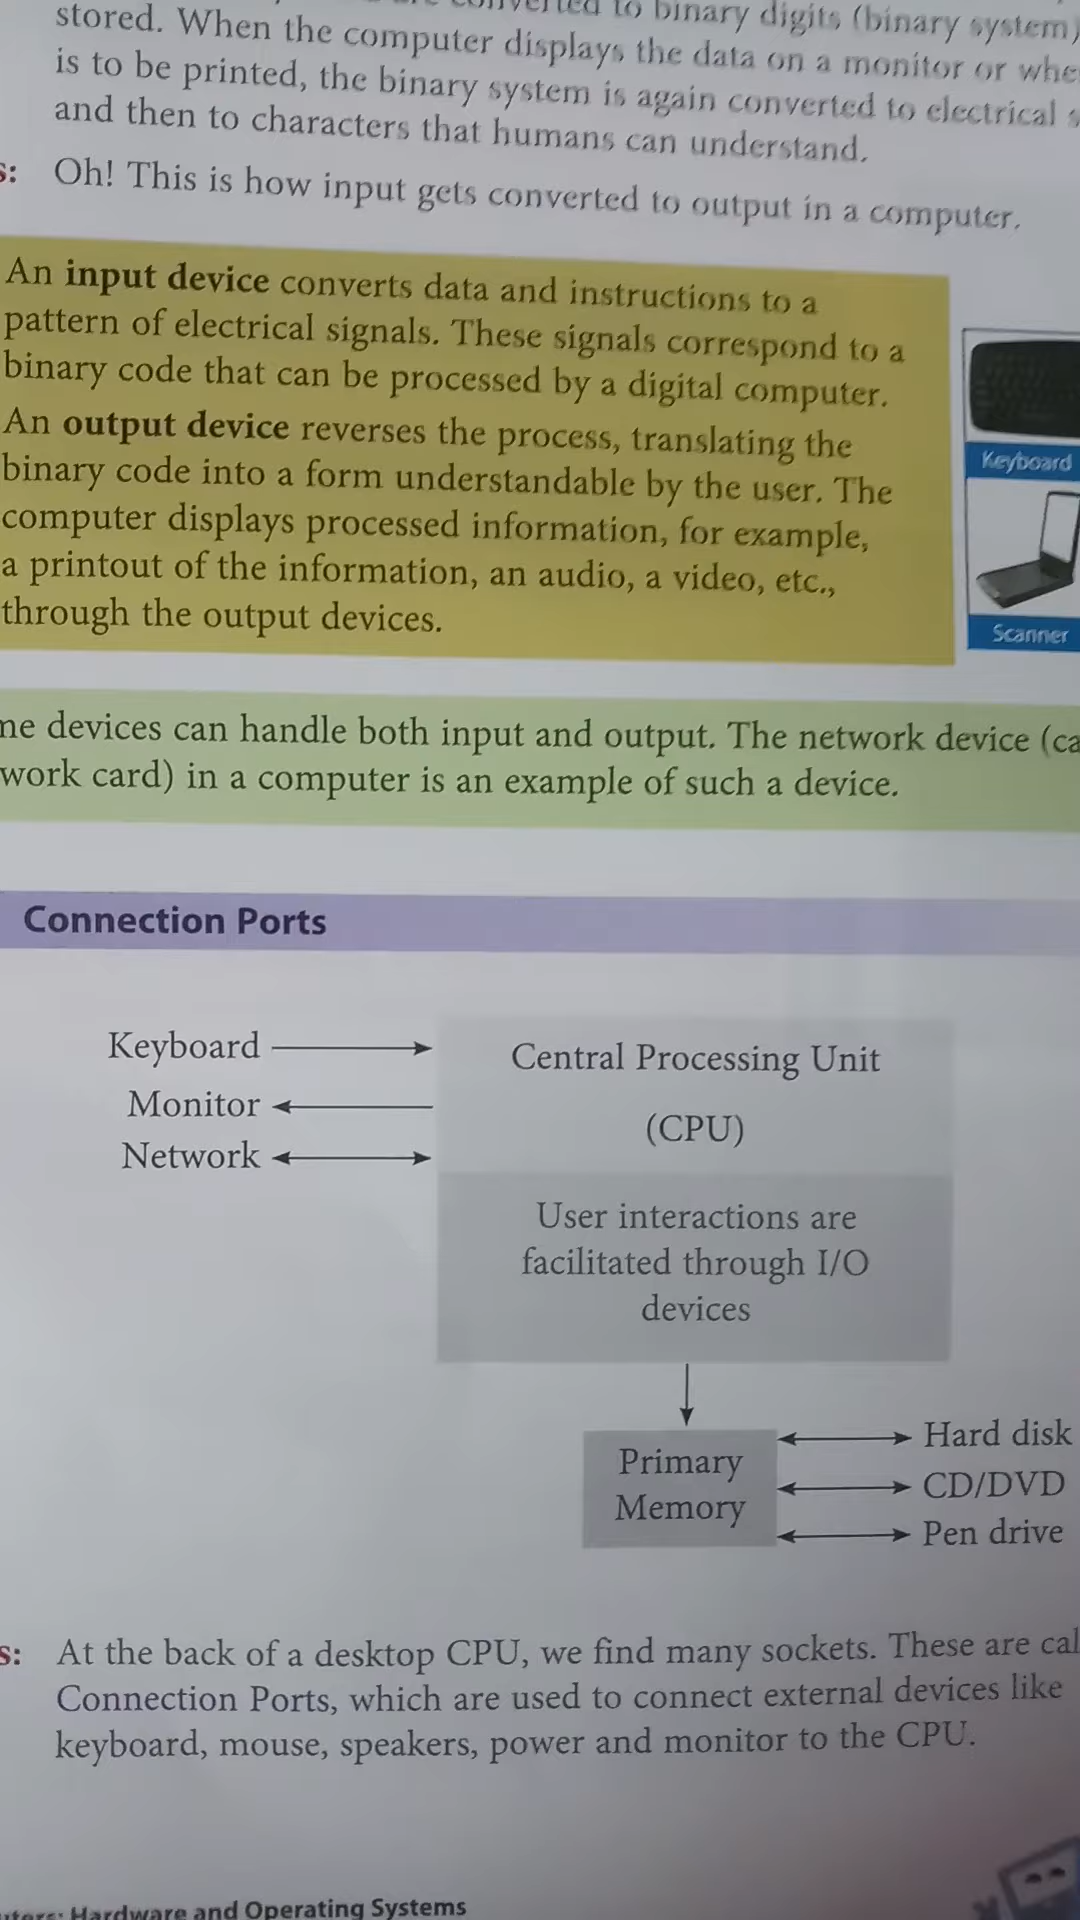 converted to binary digits (binary system)
stored. When the computer displays the data on a monitor or
is to be printed, the binary system is again converted to electrical
and then to characters that humans can understand.
s: Oh! This is how input gets converted to output in a computer.
An input device converts data and instructions to a
pattern of electrical signals. These signals correspond to a
binary code that can be processed by a digital computer.
An output device reverses the process, translating the
binary code into a form understandable by the user. The
computer displays processed information, for example,
a printout of the information, an audio, a video, etc.,
through the output devices.
Keyboard
Scanner
me devices can handle both input and output. The network device (ca
work card) in a computer is an example of such a device.
Connection Ports
Keyboard
Monitor
Network
Central Processing Unit
(CPU)
User interactions are
facilitated through I/O
devices
Primary
Memory
Hard disk
CD/DVD
Pen drive
s: At the back of a desktop CPU, we find many sockets. These are cal
Connection Ports, which are used to connect external devices like
keyboard, mouse, speakers, power and monitor to the CPU.
uters: Hardware and Operating Systems